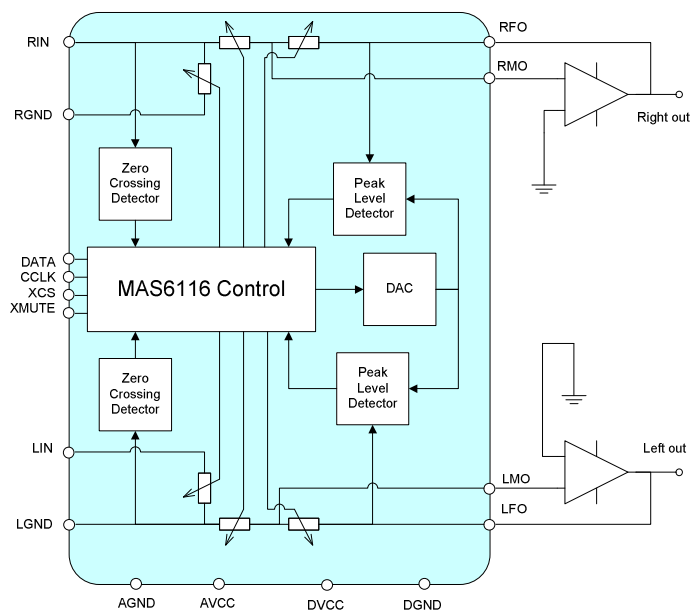 RIN
RFO
RMO
RGND
Right out
Zero
Crossing
Detector
Peak
Level
Detector
DATA
CCLK
XCS
XMUTE
MAS6116 Control
DAC
Zero
Crossing
Detector
Peak
Level
Detector
LIN
Left out
LMO
LGND
LFO
AGND
AVCC
DVCC
DGND